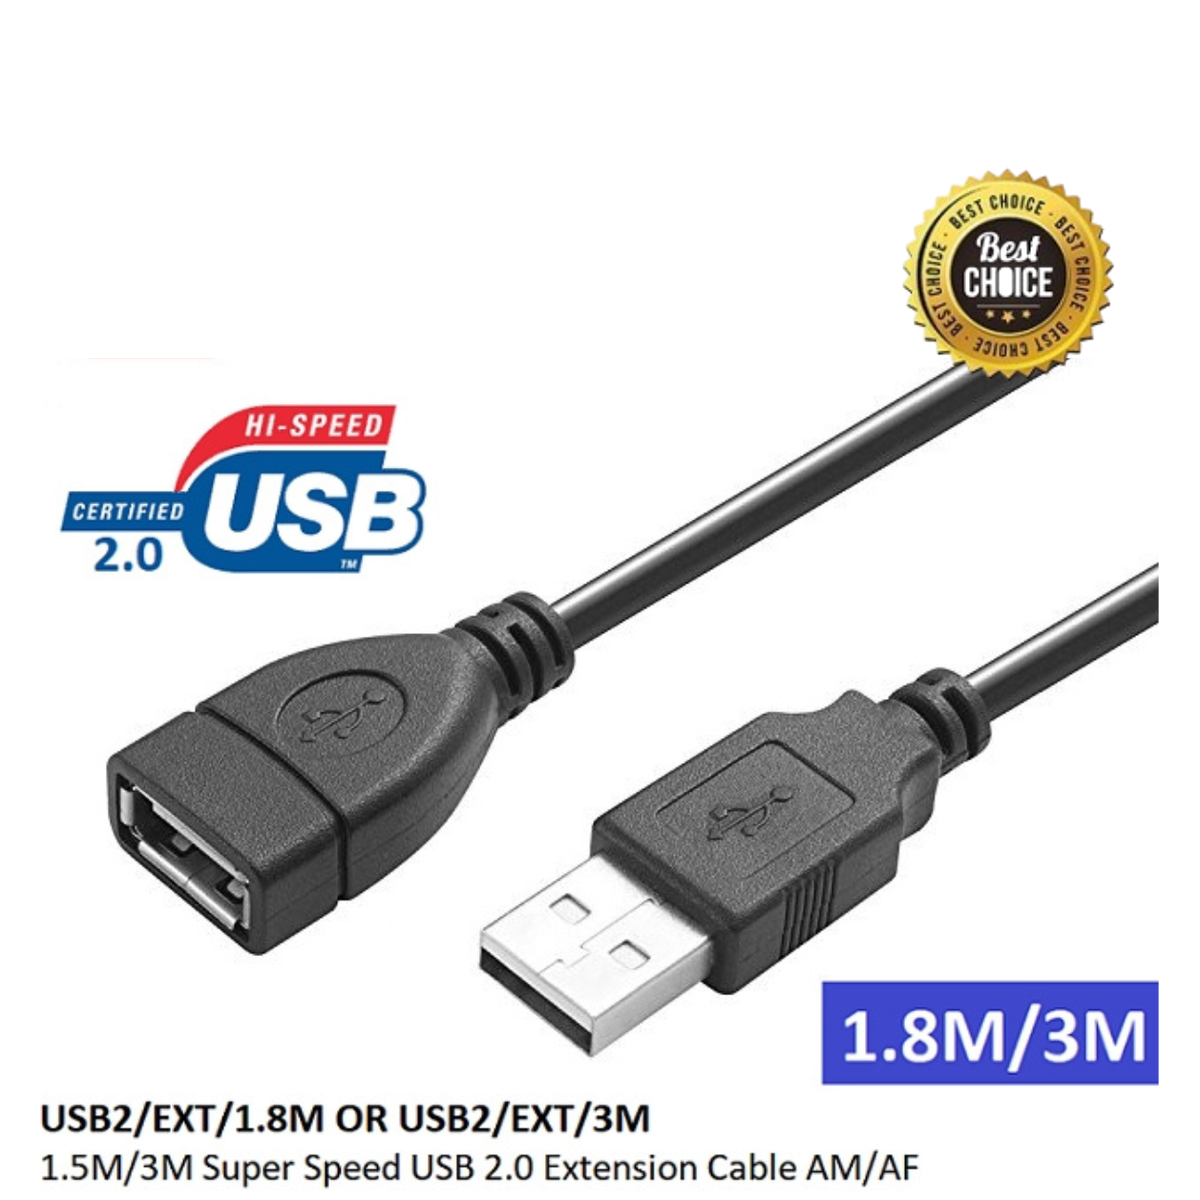 BEST CHOICE · BEST CHOICE · BEST CHOICE · BEST CHOICE ·
Best
CHOICE
HI-SPEED
CERTIFIED
USB
2.0
TM
1.8M/3M
USB2/EXT/1.8M OR USB2/EXT/3M
1.5M/3M Super Speed USB 2.0 Extension Cable AM/AF